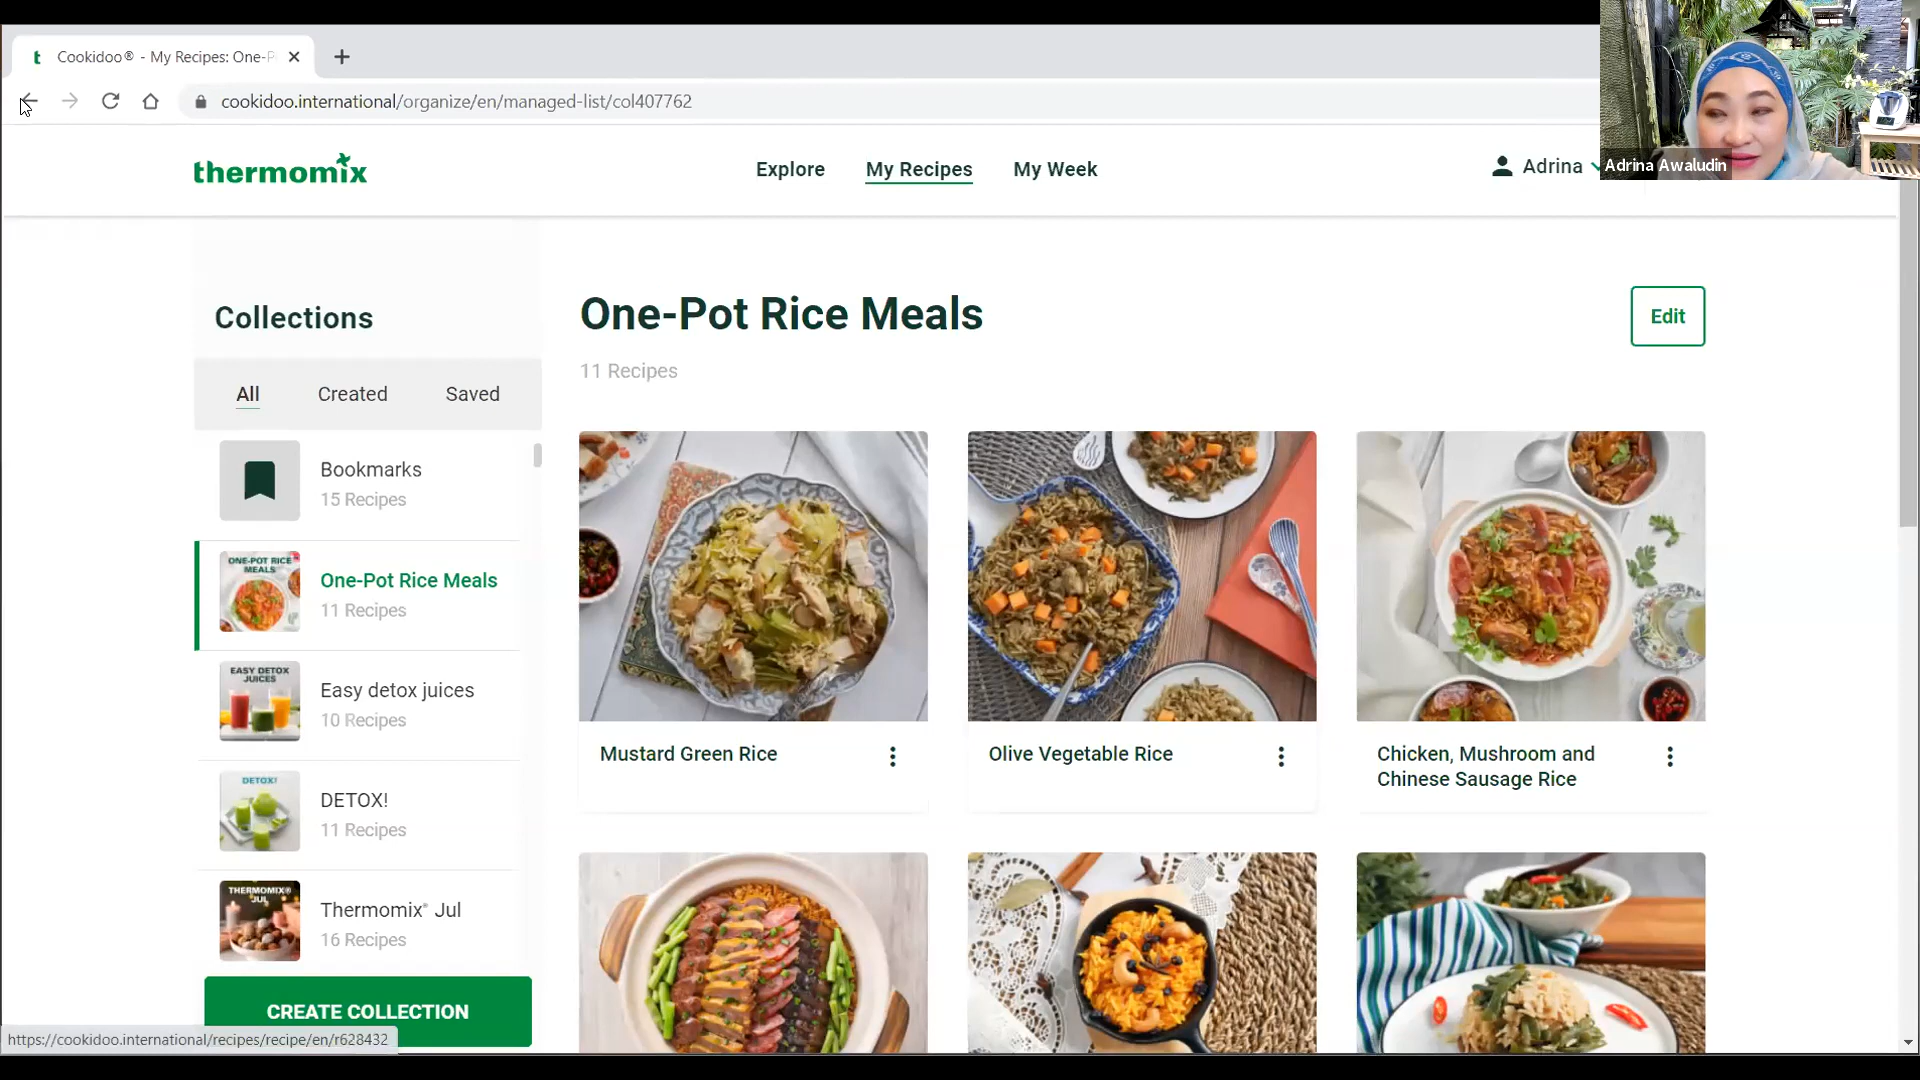 Cookidoo® - My Recipes: One-P
cookidoo.international/organize/en/managed-list/col407762
thermomix
Explore
My Recipes
My Week
Adrina
Adrina Awaludin
Collections
All
Created
Saved
Bookmarks
15 Recipes
ONE-POT RICE
MEALS
One-Pot Rice Meals
11 Recipes
EASY DETOX
JUICES
Easy detox juices
10 Recipes
DETOX!
DETOX!
11 Recipes
THERMOMIX®
JUL
Thermomix® Jul
16 Recipes
CREATE COLLECTION
https://cookidoo.international/recipes/recipe/en/r628432
One-Pot Rice Meals
11 Recipes
Edit
Mustard Green Rice
Olive Vegetable Rice
Chicken, Mushroom and
Chinese Sausage Rice